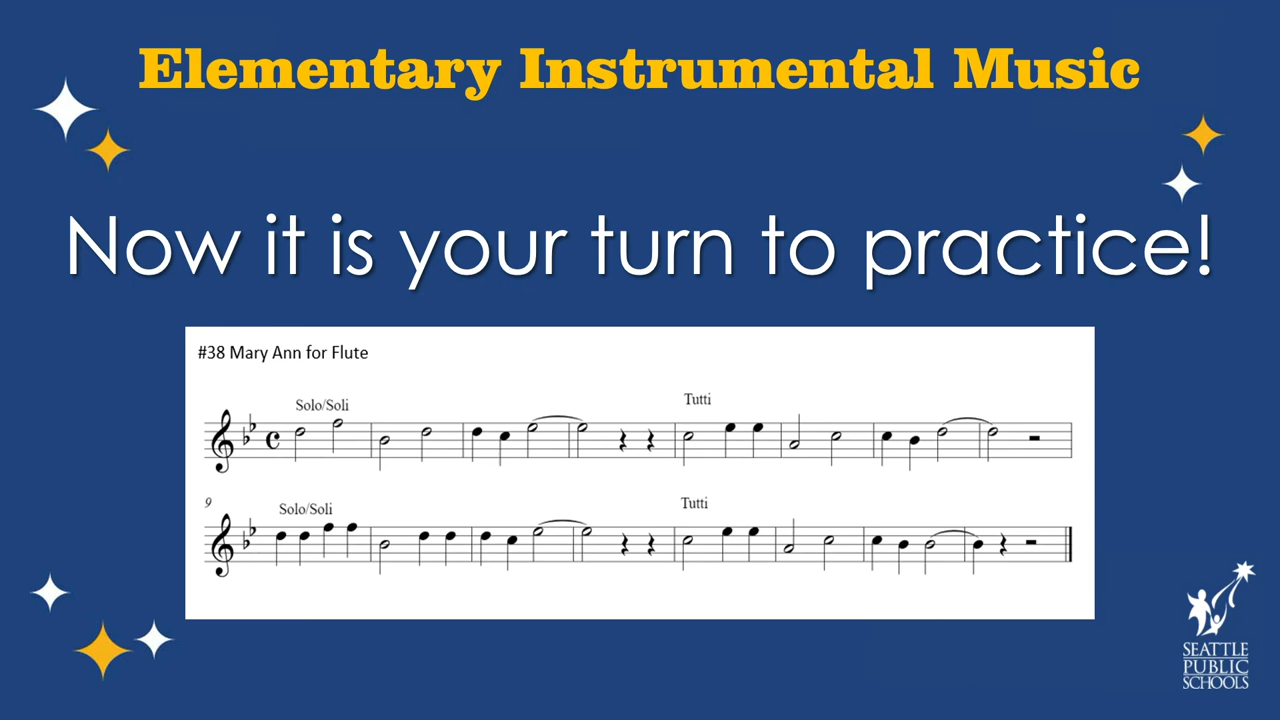 Elementary Instrumental Music
Now it is your turn to practice!
#38 Mary Ann for Flute
Solo/Soli
Tutti
9
Solo/Soli
Tutti
SEATTLE
PUBLIC
SCHOOLS